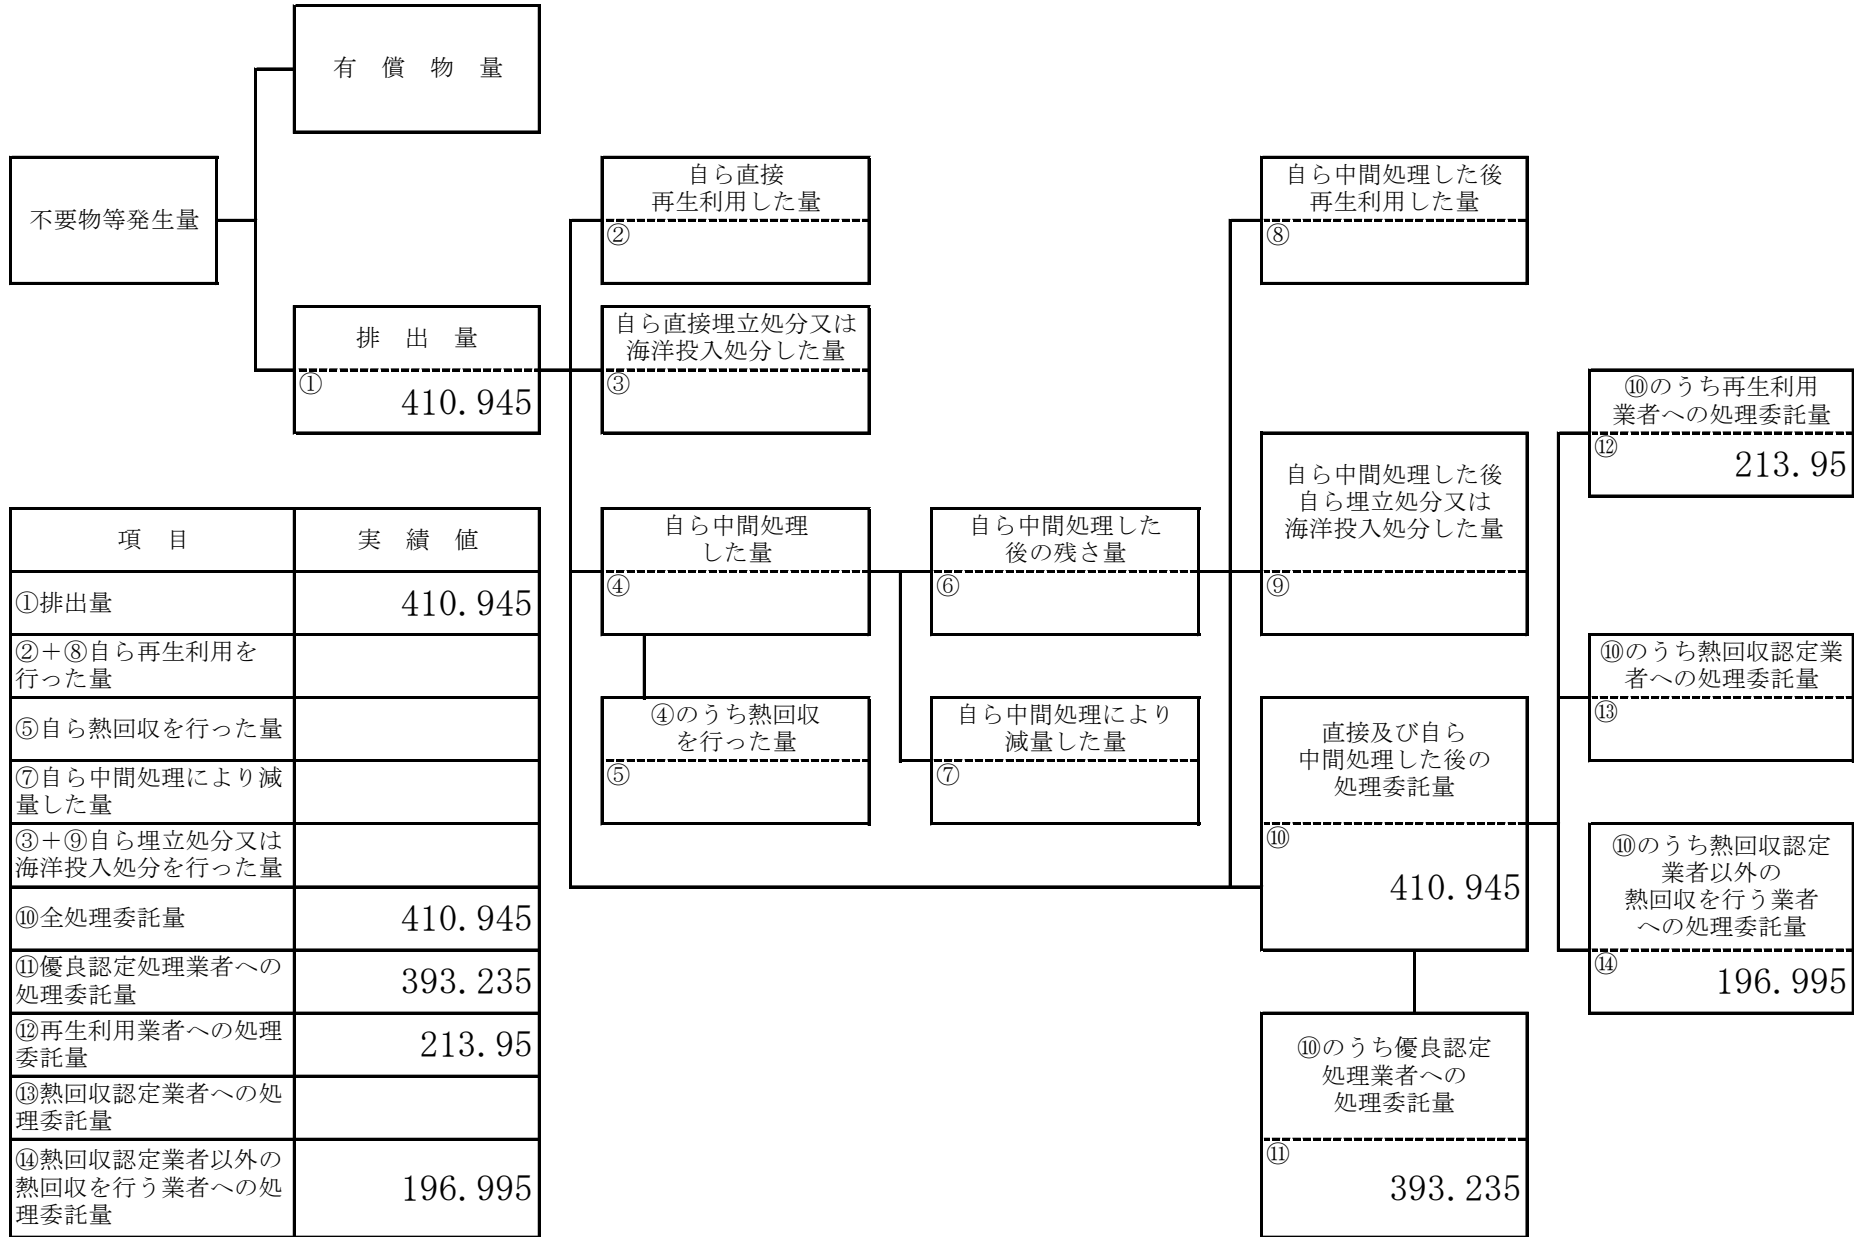 有 償 物 量
不要物等発生量
排 出 量
①
410.945
自ら直接
再生利用した量
②
自ら直接埋立処分又は
海洋投入処分した量
③
自ら中間処理
した量
④
④のうち熱回収
を行った量
⑤
自ら中間処理した
後の残さ量
⑥
自ら中間処理により
減量した量
⑦
自ら中間処理した後
再生利用した量
⑧
自ら中間処理した後
自ら埋立処分又は
海洋投入処分した量
⑨
直接及び自ら
中間処理した後の
処理委託量
⑩
410.945
⑩のうち優良認定
処理業者への
処理委託量
⑪
393.235
⑩のうち再生利用
業者への処理委託量
⑫
213.95
⑩のうち熱回収認定業
者への処理委託量
⑬
⑩のうち熱回収認定
業者以外の
熱回収を行う業者
への処理委託量
⑭
196.995
項 目
実 績 値
①排出量
410.945
②+⑧自ら再生利用を
行った量
⑤自ら熱回収を行った量
⑦自ら中間処理により減
量した量
③+⑨自ら埋立処分又は
海洋投入処分を行った量
⑩全処理委託量
410.945
⑪優良認定処理業者への
処理委託量
393.235
⑫再生利用業者への処理
委託量
213.95
⑬熱回収認定業者への処
理委託量
⑭熱回収認定業者以外の
熱回収を行う業者への処
理委託量
196.995